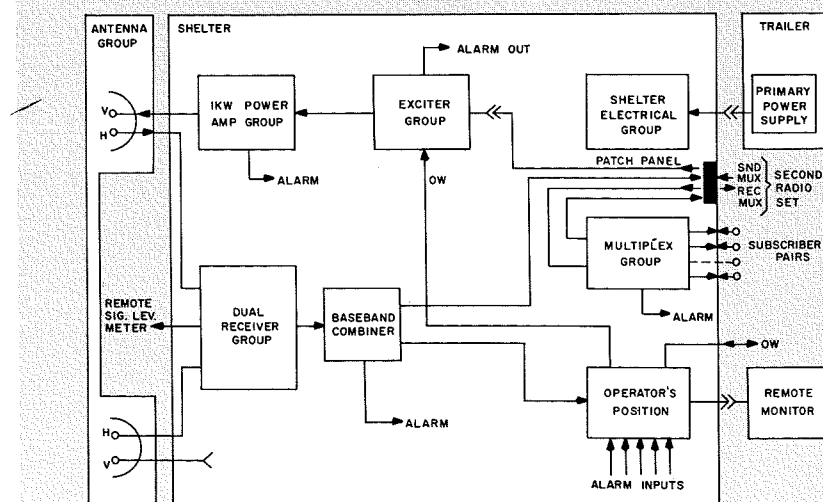 ANTENNA GROUP
SHELTER
TRAILER
ALARM OUT
1KW POWER AMP GROUP
EXCITER GROUP
SHELTER ELECTRICAL GROUP
PRIMARY POWER SUPPLY
V
H
ALARM
OW
PATCH PANEL
SND MUX
REC MUX
SECOND RADIO SET
MULTIPLEX GROUP
SUBSCRIBER PAIRS
REMOTE SIG. LEV. METER
DUAL RECEIVER GROUP
BASEBAND COMBINER
ALARM
OW
OPERATOR'S POSITION
REMOTE MONITOR
ALARM
H
V
ALARM INPUTS